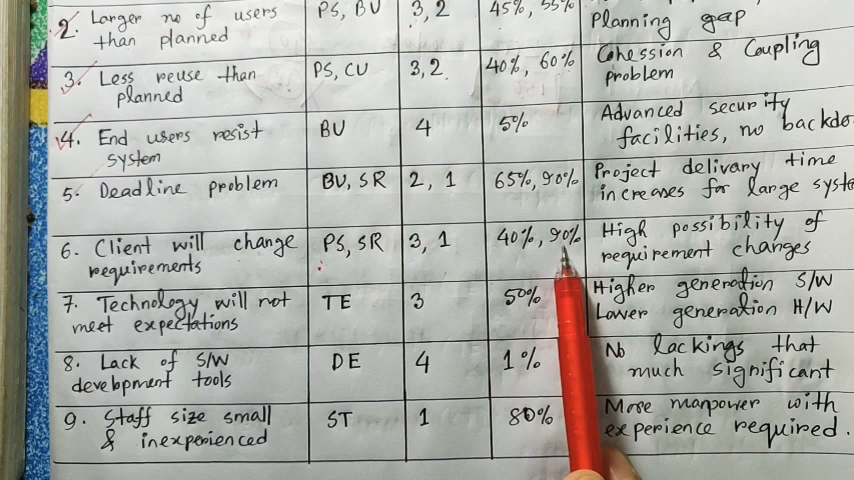 2. Larger no of users than planned PS, BU 3, 2 45%, 55% Planning gap
3. Less reuse than planned PS, CU 3, 2 40%, 60% Cohession & Coupling problem
4. End users resist system BU 4 5% Advanced security facilities, no backdo
5. Deadline problem BU, SR 2, 1 65%, 90% Project delivary time increases for large syste
6. Client will change requirements PS, SR 3, 1 40%, 90% High possibility of requirement changes
7. Technology will not meet expectations TE 3 50% Higher generation S/W Lower generation H/W
8. Lack of S/W development tools DE 4 1% No lackings that much significant
9. Staff size small & inexperienced ST 1 80% More manpower with experience required.